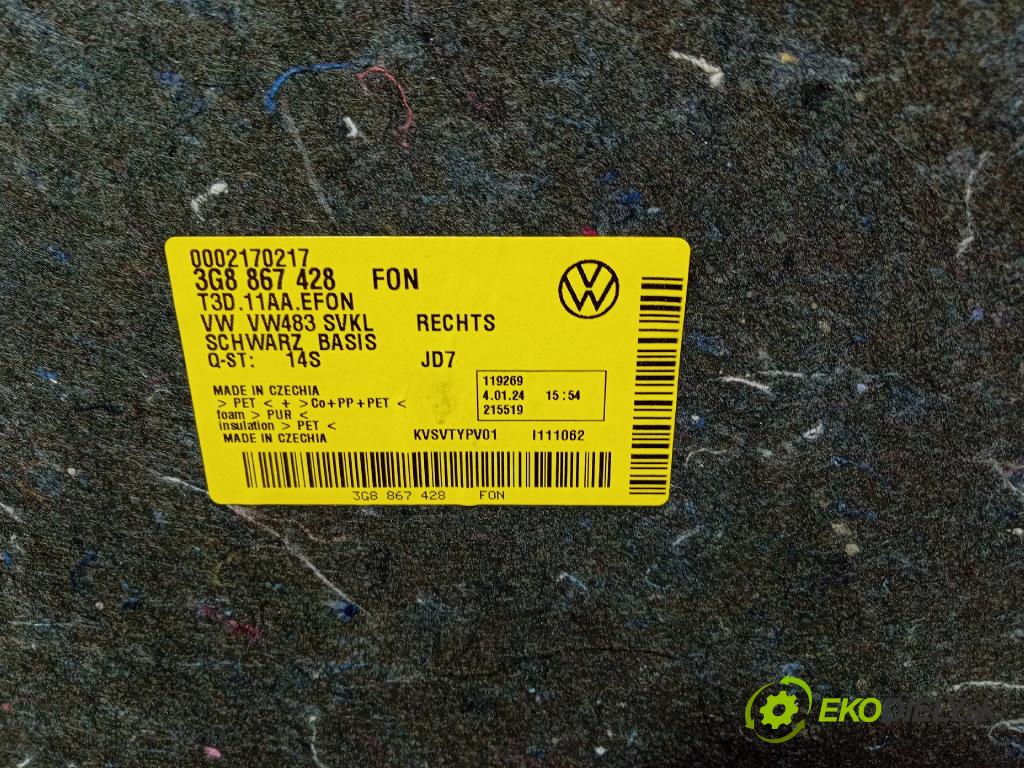 0002170217
3G8 867 428 FON
T3D.11AA.EFON
VW VW483 SVKL RECHTS
SCHWARZ BASIS
Q-ST: 14S JD7
MADE IN CZECHIA
> PET < + >Co+PP+PET <
foam > PUR <
insulation > PET <
MADE IN CZECHIA
119269
4.01.24 15:54
215519
KVSVTYPV01 I111062
3G8 867 428 FON
EKOBIELYSK